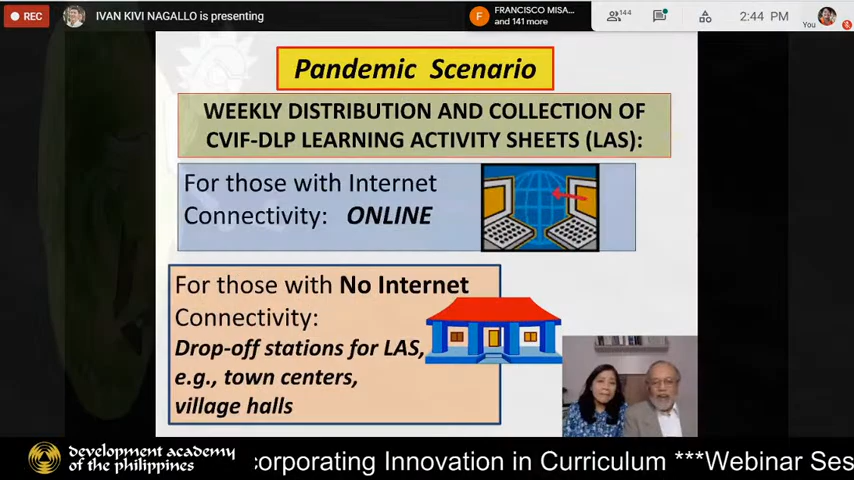 REC
IVAN KIVI NAGALLO is presenting
F
FRANCISCO MISA...
and 141 more
144
2:44 PM
You
Pandemic Scenario
WEEKLY DISTRIBUTION AND COLLECTION OF
CVIF-DLP LEARNING ACTIVITY SHEETS (LAS):
For those with Internet
Connectivity: ONLINE
For those with No Internet
Connectivity:
Drop-off stations for LAS,
e.g., town centers,
village halls
development academy
of the philippines
corporating Innovation in Curriculum ***Webinar Ses